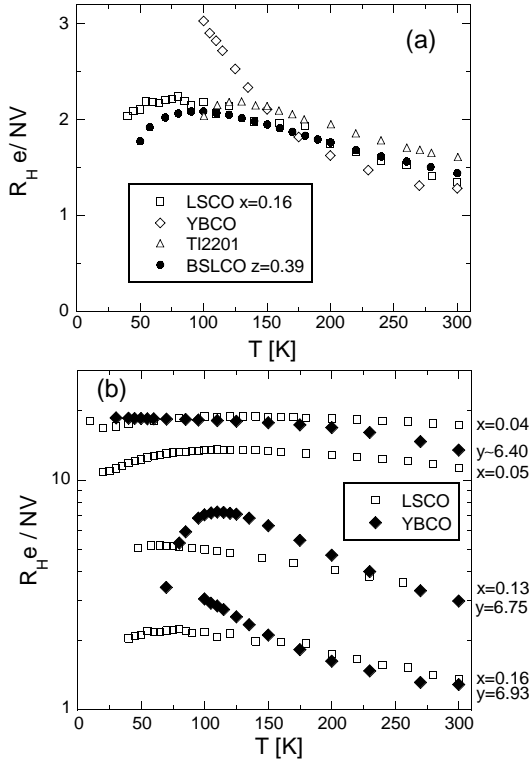 3
2
1
0
R_H e/ NV
(a)
LSCO x=0.16
YBCO
Tl2201
BSLCO z=0.39
0 50 100 150 200 250 300
T [K]
(b)
10
1
R_H e / NV
LSCO
YBCO
x=0.04
y~6.40
x=0.05
x=0.13
y=6.75
x=0.16
y=6.93
0 50 100 150 200 250 300
T [K]